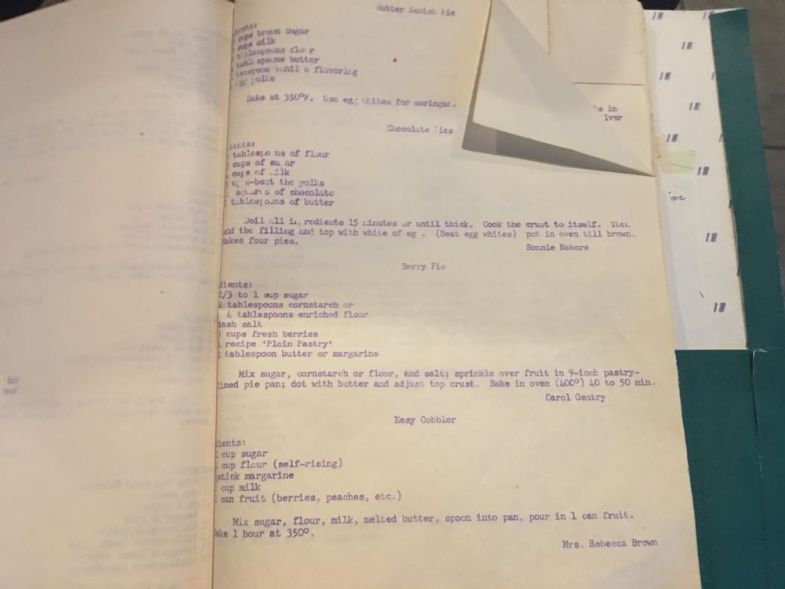 Butter Scotch Pie
cups brown sugar
cups milk
tablespoons flour
tablespoons butter
teaspoon flavoring
yolks
Bake at 350°F. Use egg whites for meringue.
in
Chocolate Pies
tablespoons of flour
cups of sugar
cups of milk
beat the yolks
of chocolate
tablespoons of butter
Boil all 15 minutes or until thick. Cook the crust to itself. Then
add the filling and top with white of eg . (Beat egg whites) put in oven till brown.
akes four pies.
Bonnie Nabors
Berry Pie
dients:
2/3 to 1 cup sugar
2 tablespoons cornstarch or
4 tablespoons enriched flour
dash salt
cups fresh berries
recipe 'Plain Pastry'
tablespoon butter or margarine
Mix sugar, cornstarch or flour, and salt; sprinkle over fruit in 9-inch pastry-
ined pie pan; dot with butter and adjust top crust. Bake in oven (400°) 40 to 50 min.
Carol Gentry
Easy Cobbler
dients:
cup sugar
cup flour (self-rising)
stick margarine
cup milk
can fruit (berries, peaches, etc.)
Mix sugar, flour, milk, melted butter, spoon into pan, pour in 1 can fruit.
ake 1 hour at 350°.
Mrs. Rebecca Brown